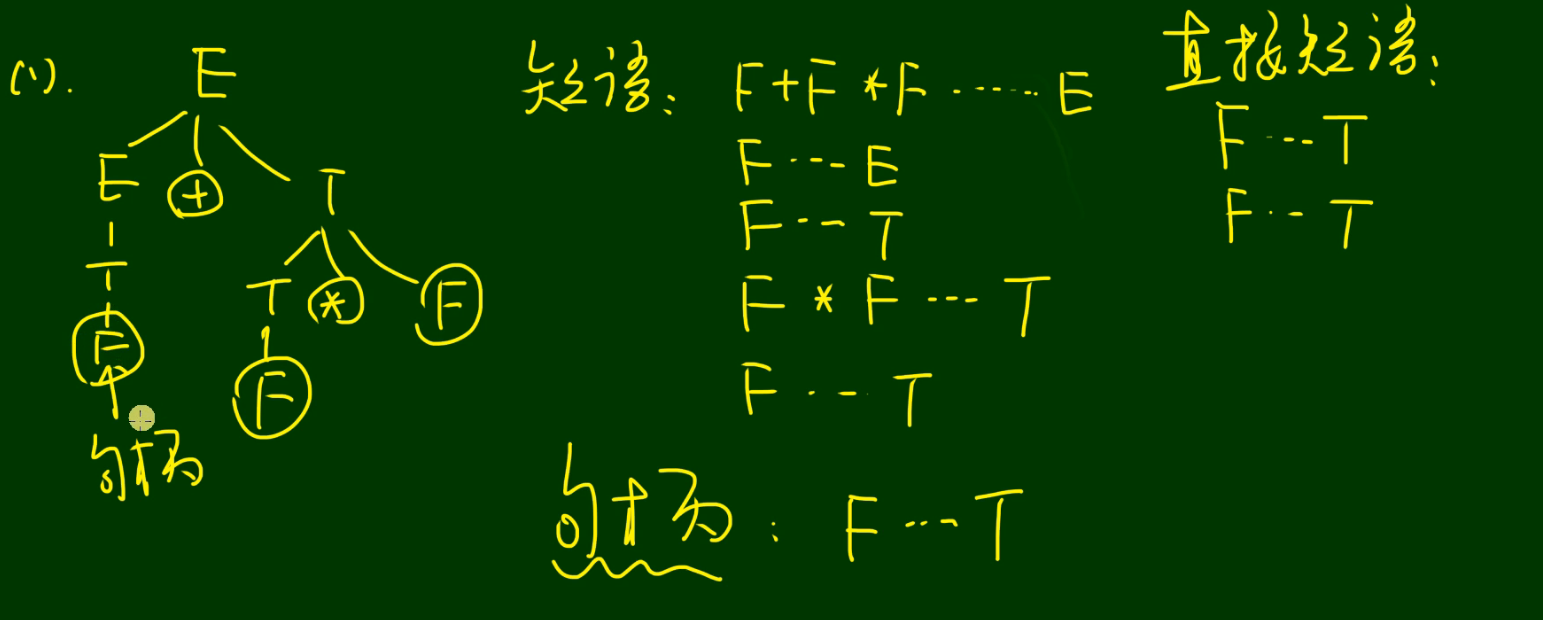 (1).
E
E + T
T
T * F
F
F
句柄
短语: F+F*F ...... E
F ... E
F ... T
F * F ... T
F ... T
句柄: F ... T
直接短语:
F ... T
F ... T